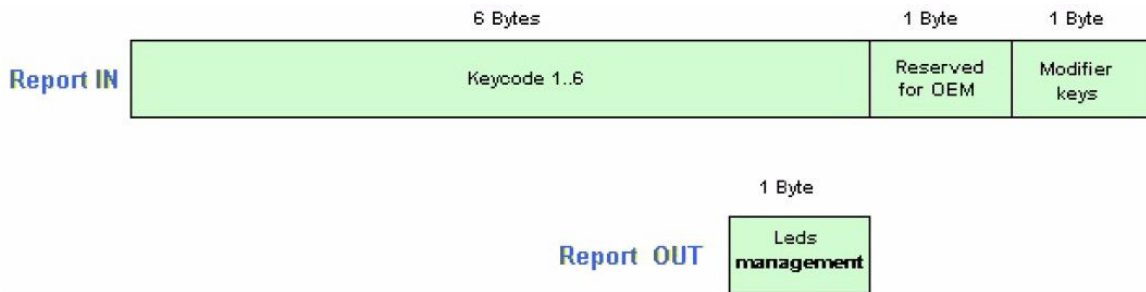 6 Bytes
1 Byte
1 Byte
Report IN
Keycode 1..6
Reserved
for OEM
Modifier
keys
1 Byte
Report OUT
Leds
management